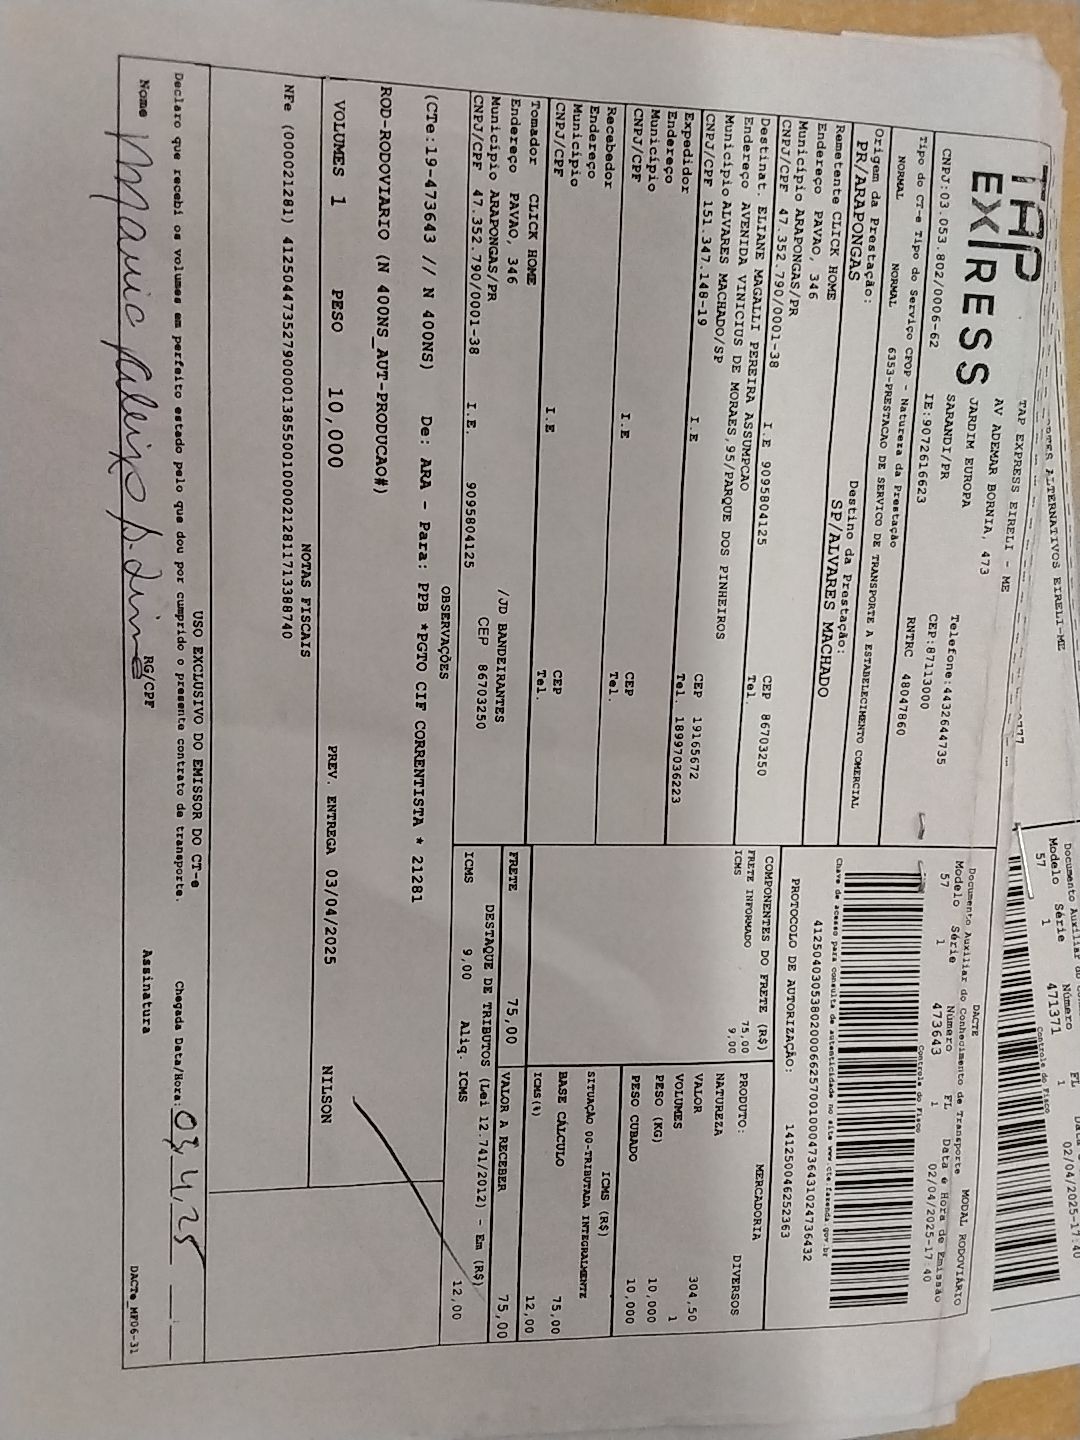 TAP EXPRESS
TAP EXPRESS EIRELI - ME
AV ADEMAR BORNIA, 473
JARDIM EUROPA
SARANDI/PR
Telefone:4432644735
CEP:87113000
CNPJ:03.053.802/0006-62 IE:9072616623 RNTRC 48047860
Tipo do CT-e Tipo do Serviço CFOP - Natureza da Prestação
NORMAL NORMAL 6353-PRESTACAO DE SERVICO DE TRANSPORTE A ESTABELECIMENTO COMERCIAL
Origem da Prestação: Destino da Prestação:
PR/ARAPONGAS SP/ALVARES MACHADO
Remetente CLICK HOME
Endereço PAVAO, 346
Município ARAPONGAS/PR CEP 86703250
CNPJ/CPF 47.352.790/0001-38 I.E 9095804125 Tel.
Destinat. ELIANE MAGALLI PEREIRA ASSUMPCAO
Endereço AVENIDA VINICIUS DE MORAES,95/PARQUE DOS PINHEIROS
Município ALVARES MACHADO/SP CEP 19165672
CNPJ/CPF 151.347.148-19 I.E Tel. 18997036223
Expedidor
Endereço
Município CEP
CNPJ/CPF I.E Tel.
Recebedor
Endereço
Município CEP
CNPJ/CPF I.E Tel.
Tomador CLICK HOME
Endereço PAVAO, 346 /JD BANDEIRANTES
Município ARAPONGAS/PR CEP 86703250
CNPJ/CPF 47.352.790/0001-38 I.E. 9095804125
DACTE MODAL RODOVIÁRIO
Documento Auxiliar do Conhecimento de Transporte
Modelo Série Número FL Data e Hora de Emissão
57 1 473643 1 02/04/2025-17:40
Controle do Fisco
Chave de acesso para consulta de autenticidade no site www.cte.fazenda.gov.br
41250403053802000662570010004736431024736432
PROTOCOLO DE AUTORIZAÇÃO: 141250046252363
COMPONENTES DO FRETE (R$)
FRETE INFORMADO 75,00
ICMS 9,00
PRODUTO: MERCADORIA
NATUREZA DIVERSOS
VALOR 304,50
VOLUMES 1
PESO (KG) 10,000
PESO CUBADO 10,000
ICMS (R$)
SITUAÇÃO 00-TRIBUTADA INTEGRALMENTE
BASE CÁLCULO 75,00
ICMS(%) 12,00
FRETE 75,00 VALOR A RECEBER 75,00
DESTAQUE DE TRIBUTOS (Lei 12.741/2012) - Em (R$)
ICMS 9,00 Aliq. ICMS 12,00
OBSERVAÇÕES
(CTe:19-473643 // N 400NS) De: ARA - Para: PPB *PGTO CIF CORRENTISTA * 21281
ROD-RODOVIARIO (N 400NS_AUT-PRODUCAO#)
VOLUMES 1 PESO 10,000 PREV. ENTREGA 03/04/2025 NILSON
NOTAS FISCAIS
NFe (000021281) 41250447352790000138550010000212811713388740
USO EXCLUSIVO DO EMISSOR DO CT-e
Declaro que recebi os volumes em perfeito estado pelo que dou por cumprido o presente contrato de transporte. Chegada Data/Hora: 03/4/25
Nome RG/CPF Assinatura
DACTe_MFD6-31
Modelo Série Número FL
57 1 471371 1 02/04/2025-17:40
Controle do Fisco